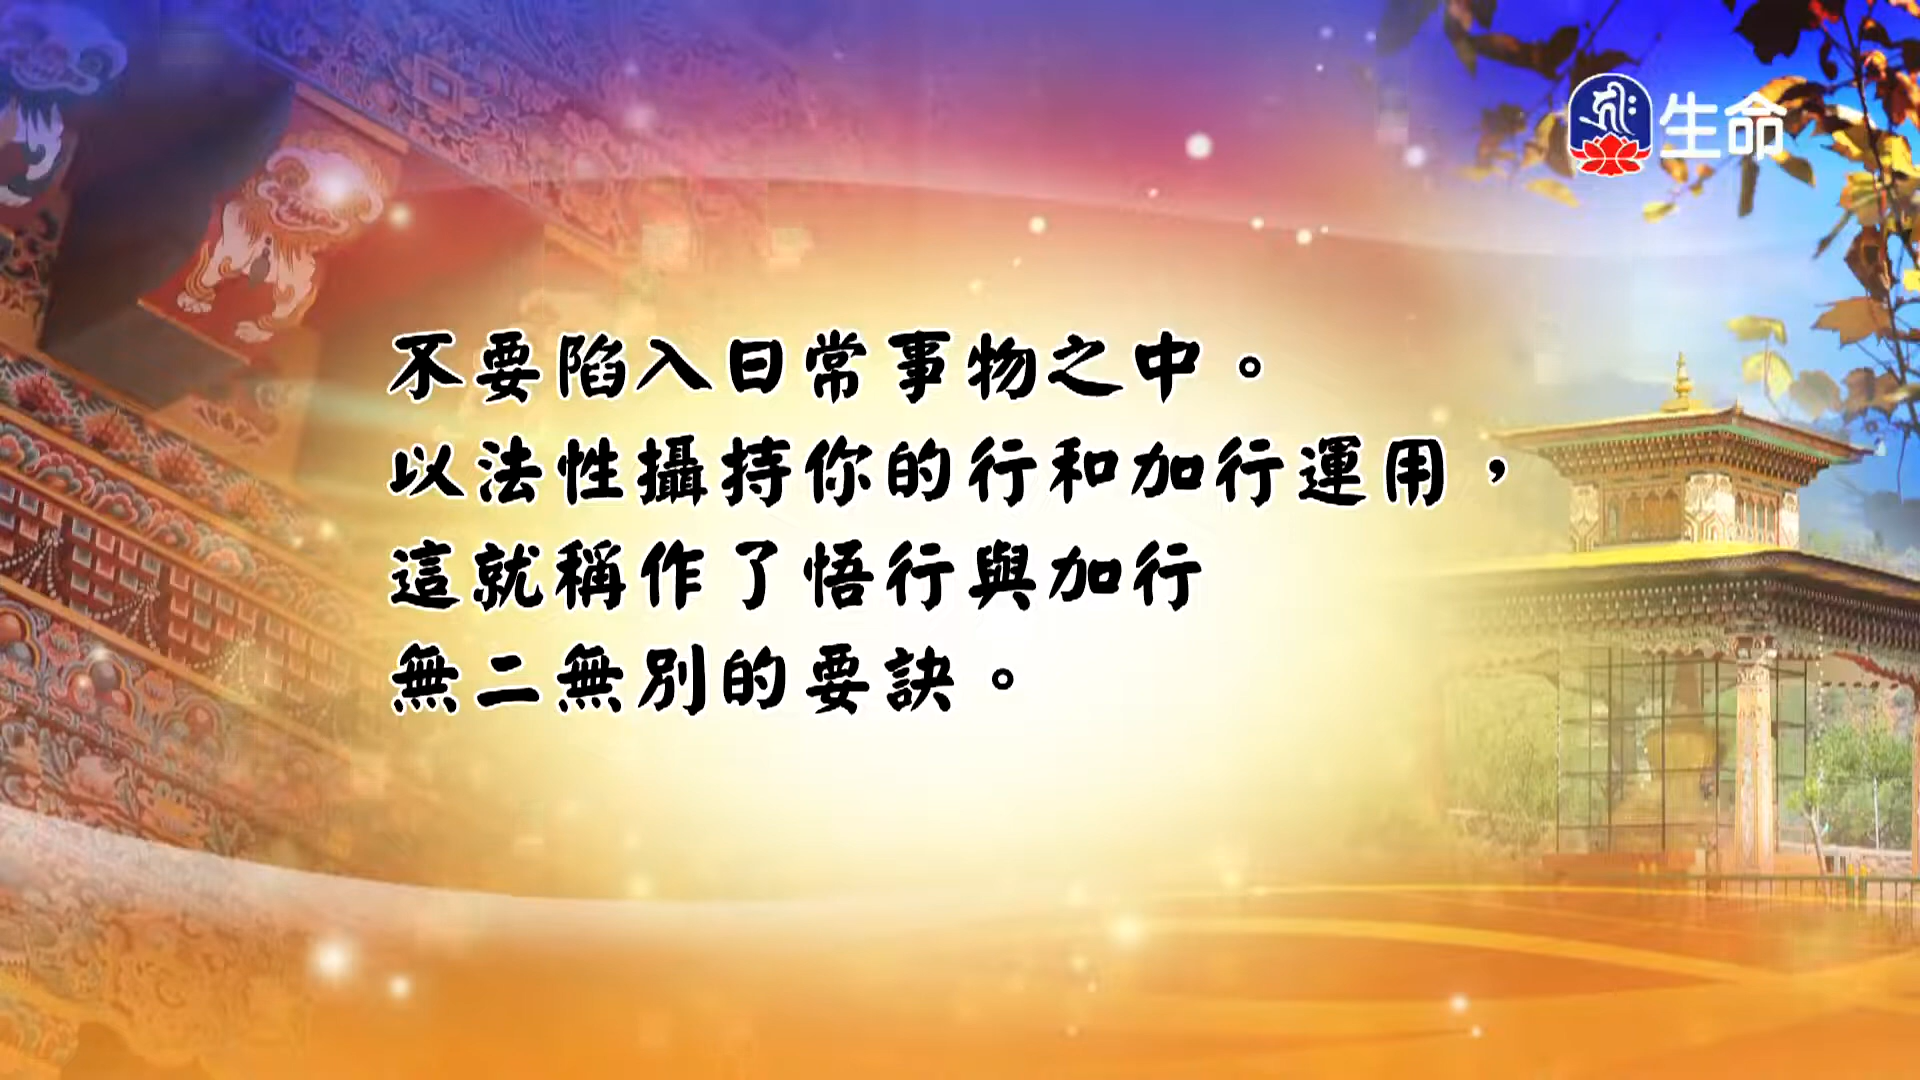 生命
不要陷入日常事物之中。
以法性攝持你的行和加行運用，
這就稱作了悟行與加行
無二無別的要訣。